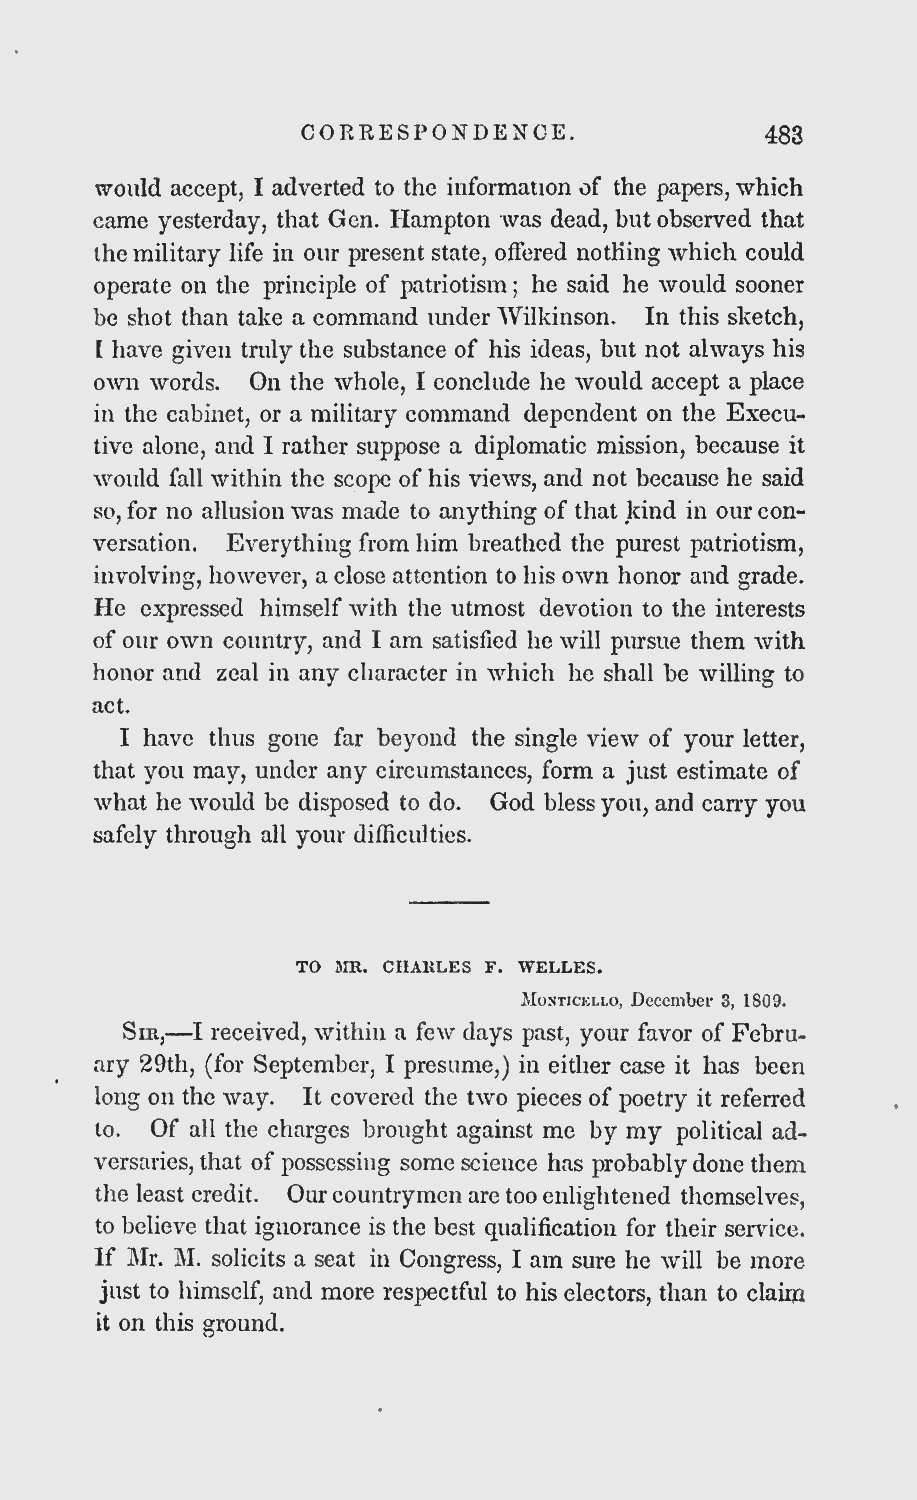 CORRESPONDENCE. 483
would accept, I adverted to the information of the papers, which
came yesterday, that Gen. Hampton was dead, but observed that
the military life in our present state, offered nothing which could
operate on the principle of patriotism; he said he would sooner
be shot than take a command under Wilkinson. In this sketch,
I have given truly the substance of his ideas, but not always his
own words. On the whole, I conclude he would accept a place
in the cabinet, or a military command dependent on the Execu-
tive alone, and I rather suppose a diplomatic mission, because it
would fall within the scope of his views, and not because he said
so, for no allusion was made to anything of that kind in our con-
versation. Everything from him breathed the purest patriotism,
involving, however, a close attention to his own honor and grade.
He expressed himself with the utmost devotion to the interests
of our own country, and I am satisfied he will pursue them with
honor and zeal in any character in which he shall be willing to
act.
I have thus gone far beyond the single view of your letter,
that you may, under any circumstances, form a just estimate of
what he would be disposed to do. God bless you, and carry you
safely through all your difficulties.
TO MR. CHARLES F. WELLES.
MONTICELLO, December 3, 1809.
SIR,—I received, within a few days past, your favor of Febru-
ary 29th, (for September, I presume,) in either case it has been
long on the way. It covered the two pieces of poetry it referred
to. Of all the charges brought against me by my political ad-
versaries, that of possessing some science has probably done them
the least credit. Our countrymen are too enlightened themselves,
to believe that ignorance is the best qualification for their service.
If Mr. M. solicits a seat in Congress, I am sure he will be more
just to himself, and more respectful to his electors, than to claim
it on this ground.